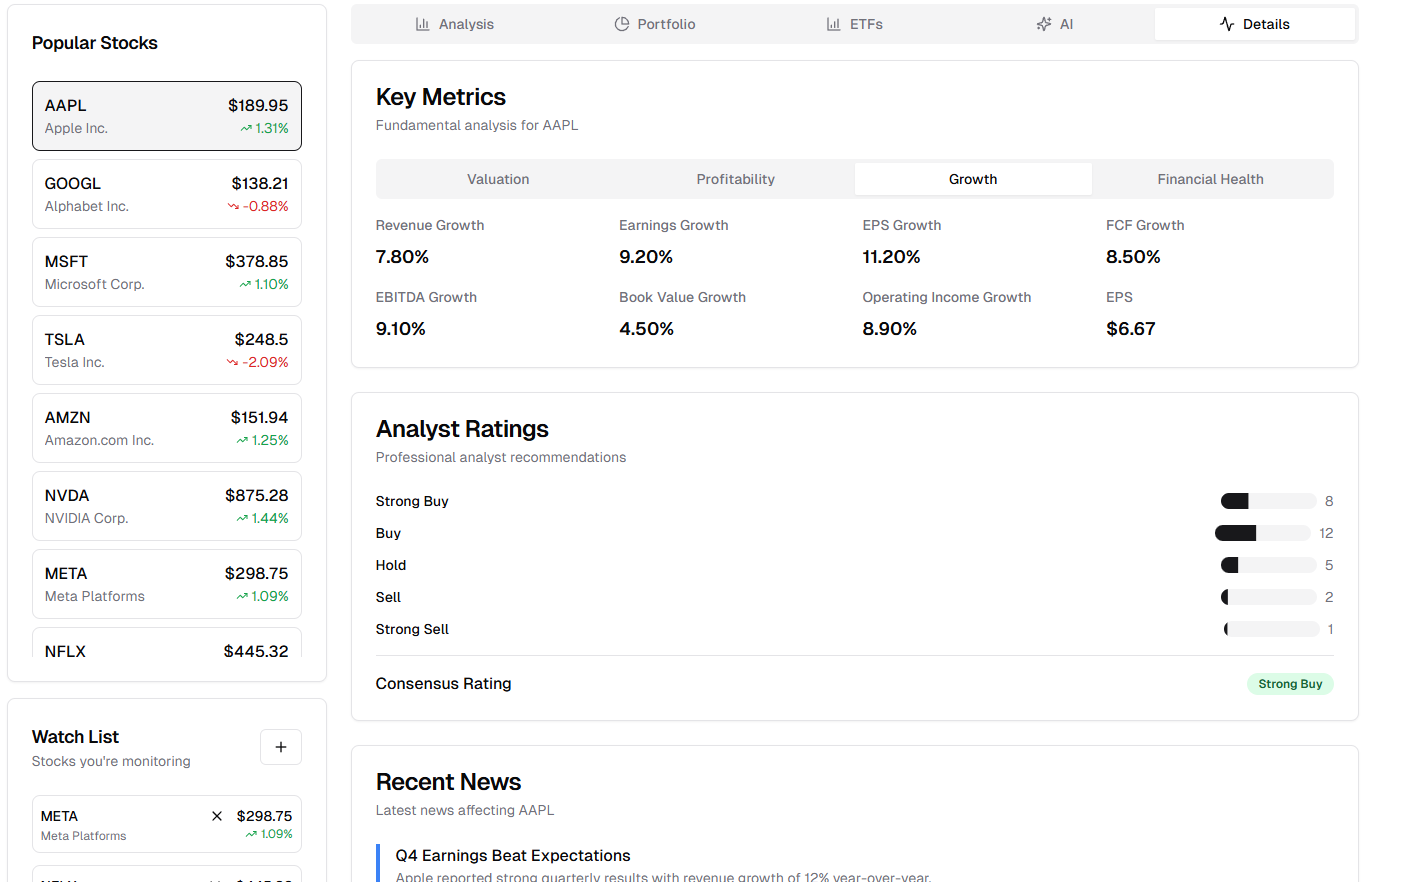 Popular Stocks
AAPL $189.95
Apple Inc. 1.31%
GOOGL $138.21
Alphabet Inc. -0.88%
MSFT $378.85
Microsoft Corp. 1.10%
TSLA $248.5
Tesla Inc. -2.09%
AMZN $151.94
Amazon.com Inc. 1.25%
NVDA $875.28
NVIDIA Corp. 1.44%
META $298.75
Meta Platforms 1.09%
NFLX $445.32
Watch List
Stocks you're monitoring
META $298.75
Meta Platforms 1.09%
Analysis Portfolio ETFs AI Details
Key Metrics
Fundamental analysis for AAPL
Valuation Profitability Growth Financial Health
Revenue Growth Earnings Growth EPS Growth FCF Growth
7.80% 9.20% 11.20% 8.50%
EBITDA Growth Book Value Growth Operating Income Growth EPS
9.10% 4.50% 8.90% $6.67
Analyst Ratings
Professional analyst recommendations
Strong Buy 8
Buy 12
Hold 5
Sell 2
Strong Sell 1
Consensus Rating Strong Buy
Recent News
Latest news affecting AAPL
Q4 Earnings Beat Expectations
Apple reported strong quarterly results with revenue growth of 12% year-over-year.